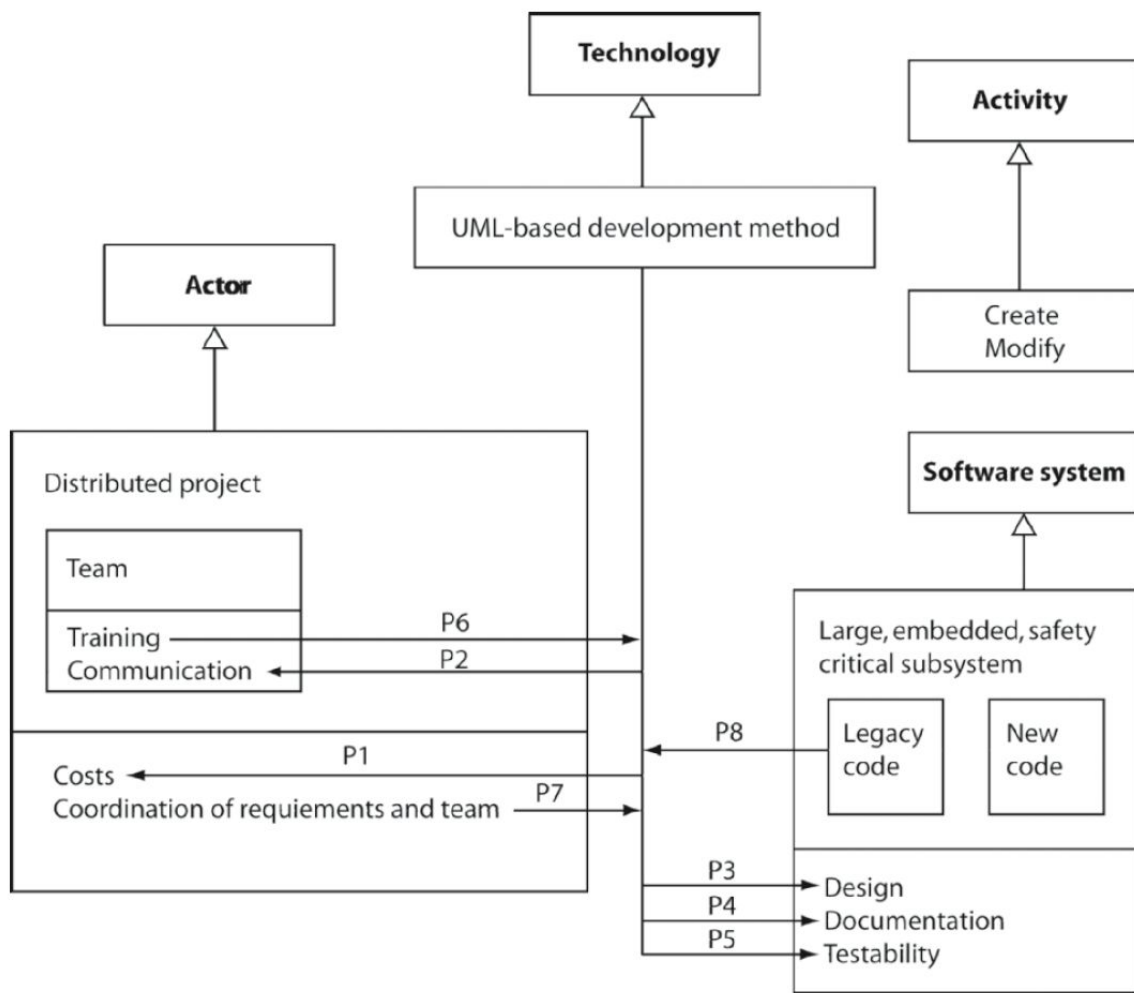 Technology
Activity
UML-based development method
Actor
Create
Modify
Software system
Distributed project
Team
Training
Communication
P6
P2
Large, embedded, safety
critical subsystem
P8
Legacy
code
New
code
P1
Costs
Coordination of requiements and team
P7
P3
Design
P4
Documentation
P5
Testability